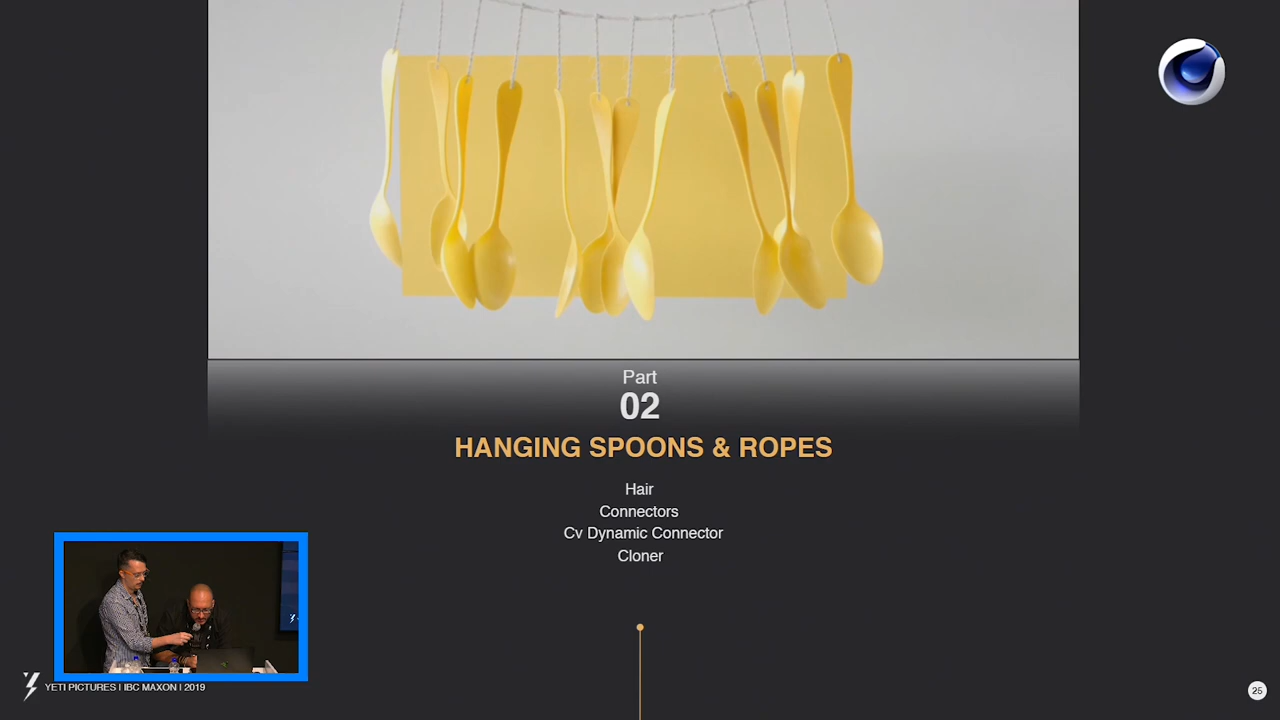 Part
02
HANGING SPOONS & ROPES
Hair
Connectors
Cv Dynamic Connector
Cloner
YETI PICTURES | IBC MAXON | 2019
25